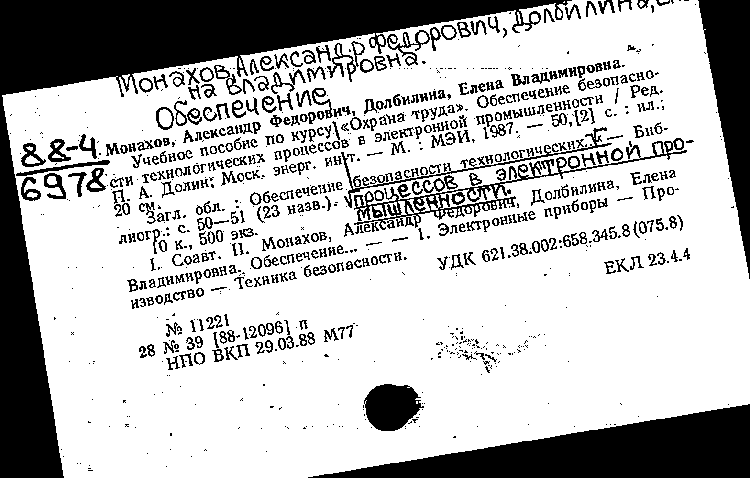 Монахов, Александр Федорович, Долбилина, Еле
на Владимировна.
Обеспечение
88-4
6978
Монахов, Александр Федорович, Долбилина, Елена Владимировна.
Учебное пособие по курсу «Охрана труда». Обеспечение безопасно-
сти технологических процессов в электронной промышленности / Ред.
П. А. Долин; Моск. энерг. инт. — М. : МЭИ, 1987. — 50,[2] с. : ил.;
20 см.
Загл. обл. : Обеспечение безопасности технологических. — Биб-
процессов в электронной про-
мышленности.
лиогр.: с. 50—51 (23 назв.).
10 к., 500 экз.
I. Соавт. II. Монахов, Александр Федорович, Долбилина, Елена
Владимировна. Обеспечение... — — 1. Электронные приборы — Про-
изводство — Техника безопасности.
УДК 621.38.002:658.345.8(075.8)
ЕКЛ 23.4.4
№ 11221
28 № 39 [88-12096] п
НПО ВКП 29.03.88 М77